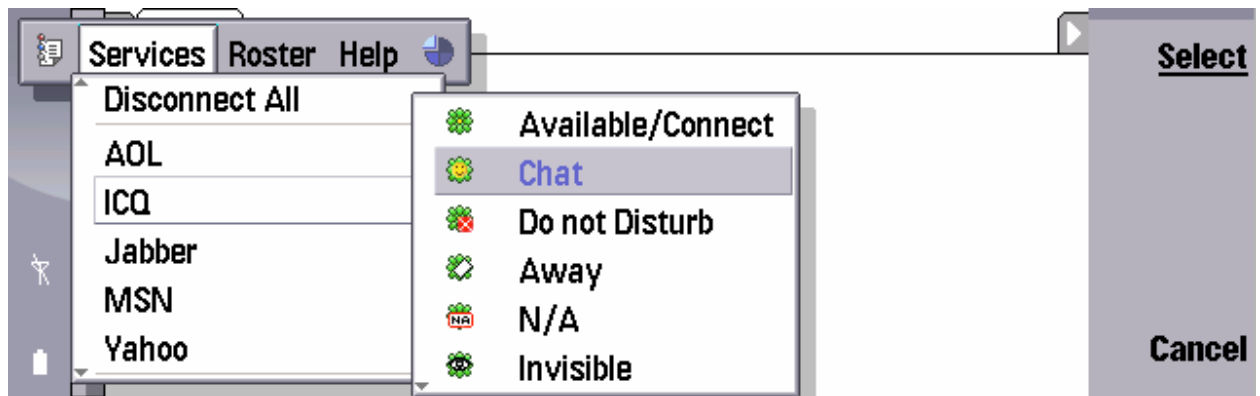 Services Roster Help
Select
Disconnect All
AOL
ICQ
Jabber
MSN
Yahoo
Available/Connect
Chat
Do not Disturb
Away
NA N/A
Invisible
Cancel